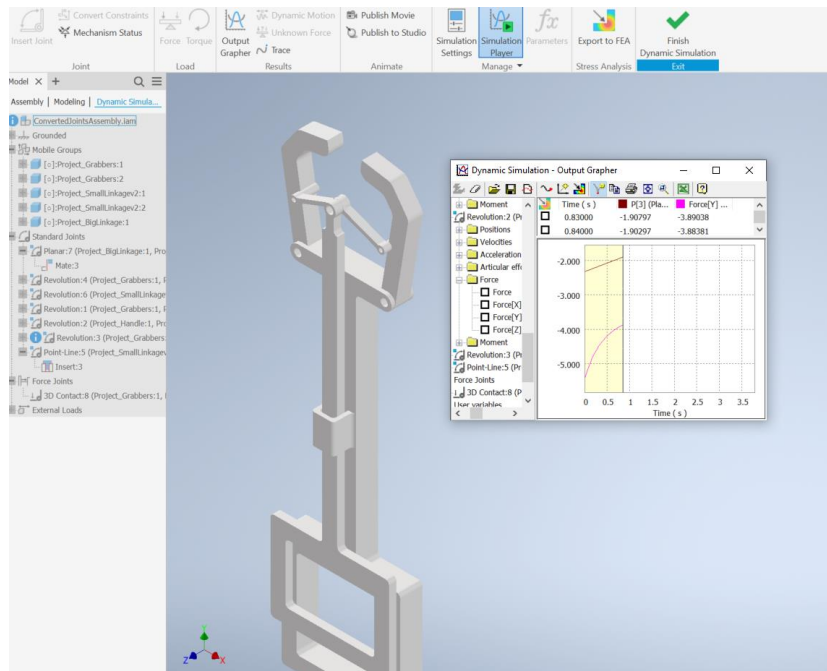 Insert Joint
Convert Constraints
Mechanism Status
Joint
Force Torque
Load
Output
Grapher
Dynamic Motion
Unknown Force
Trace
Results
Publish Movie
Publish to Studio
Animate
Simulation
Settings
Simulation
Player
Parameters
Manage
Export to FEA
Stress Analysis
Finish
Dynamic Simulation
Exit
Model X +
Assembly | Modeling | Dynamic Simula...
ConvertedJointsAssembly.iam
Grounded
Mobile Groups
[o]:Project_Grabbers:1
[o]:Project_Grabbers:2
[o]:Project_SmallLinkagev2:1
[o]:Project_SmallLinkagev2:2
[o]:Project_BigLinkage:1
Standard Joints
Planar:7 (Project_BigLinkage:1, Pro
Mate:3
Revolution:4 (Project_Grabbers:1, P
Revolution:6 (Project_SmallLinkage
Revolution:1 (Project_Grabbers:1, P
Revolution:2 (Project_Handle:1, Pro
Revolution:3 (Project_Grabbers:
Point-Line:5 (Project_SmallLinkagev
Insert:3
Force Joints
3D Contact:8 (Project_Grabbers:1,
External Loads
Dynamic Simulation - Output Grapher
Moment
Revolution:2 (Pr
Positions
Velocities
Acceleration
Articular effo
Force
Force
Force[X]
Force[Y]
Force[Z]
Moment
Revolution:3 (Pr
Point-Line:5 (Pr
Force Joints
3D Contact:8 (P
User variables
Time ( s ) P[3] (Pla... Force[Y] ...
0.83000 -1.90797 -3.89038
0.84000 -1.90297 -3.88381
-2.000
-3.000
-4.000
-5.000
0 0.5 1 1.5 2 2.5 3 3.5
Time ( s )
Y
Z
X